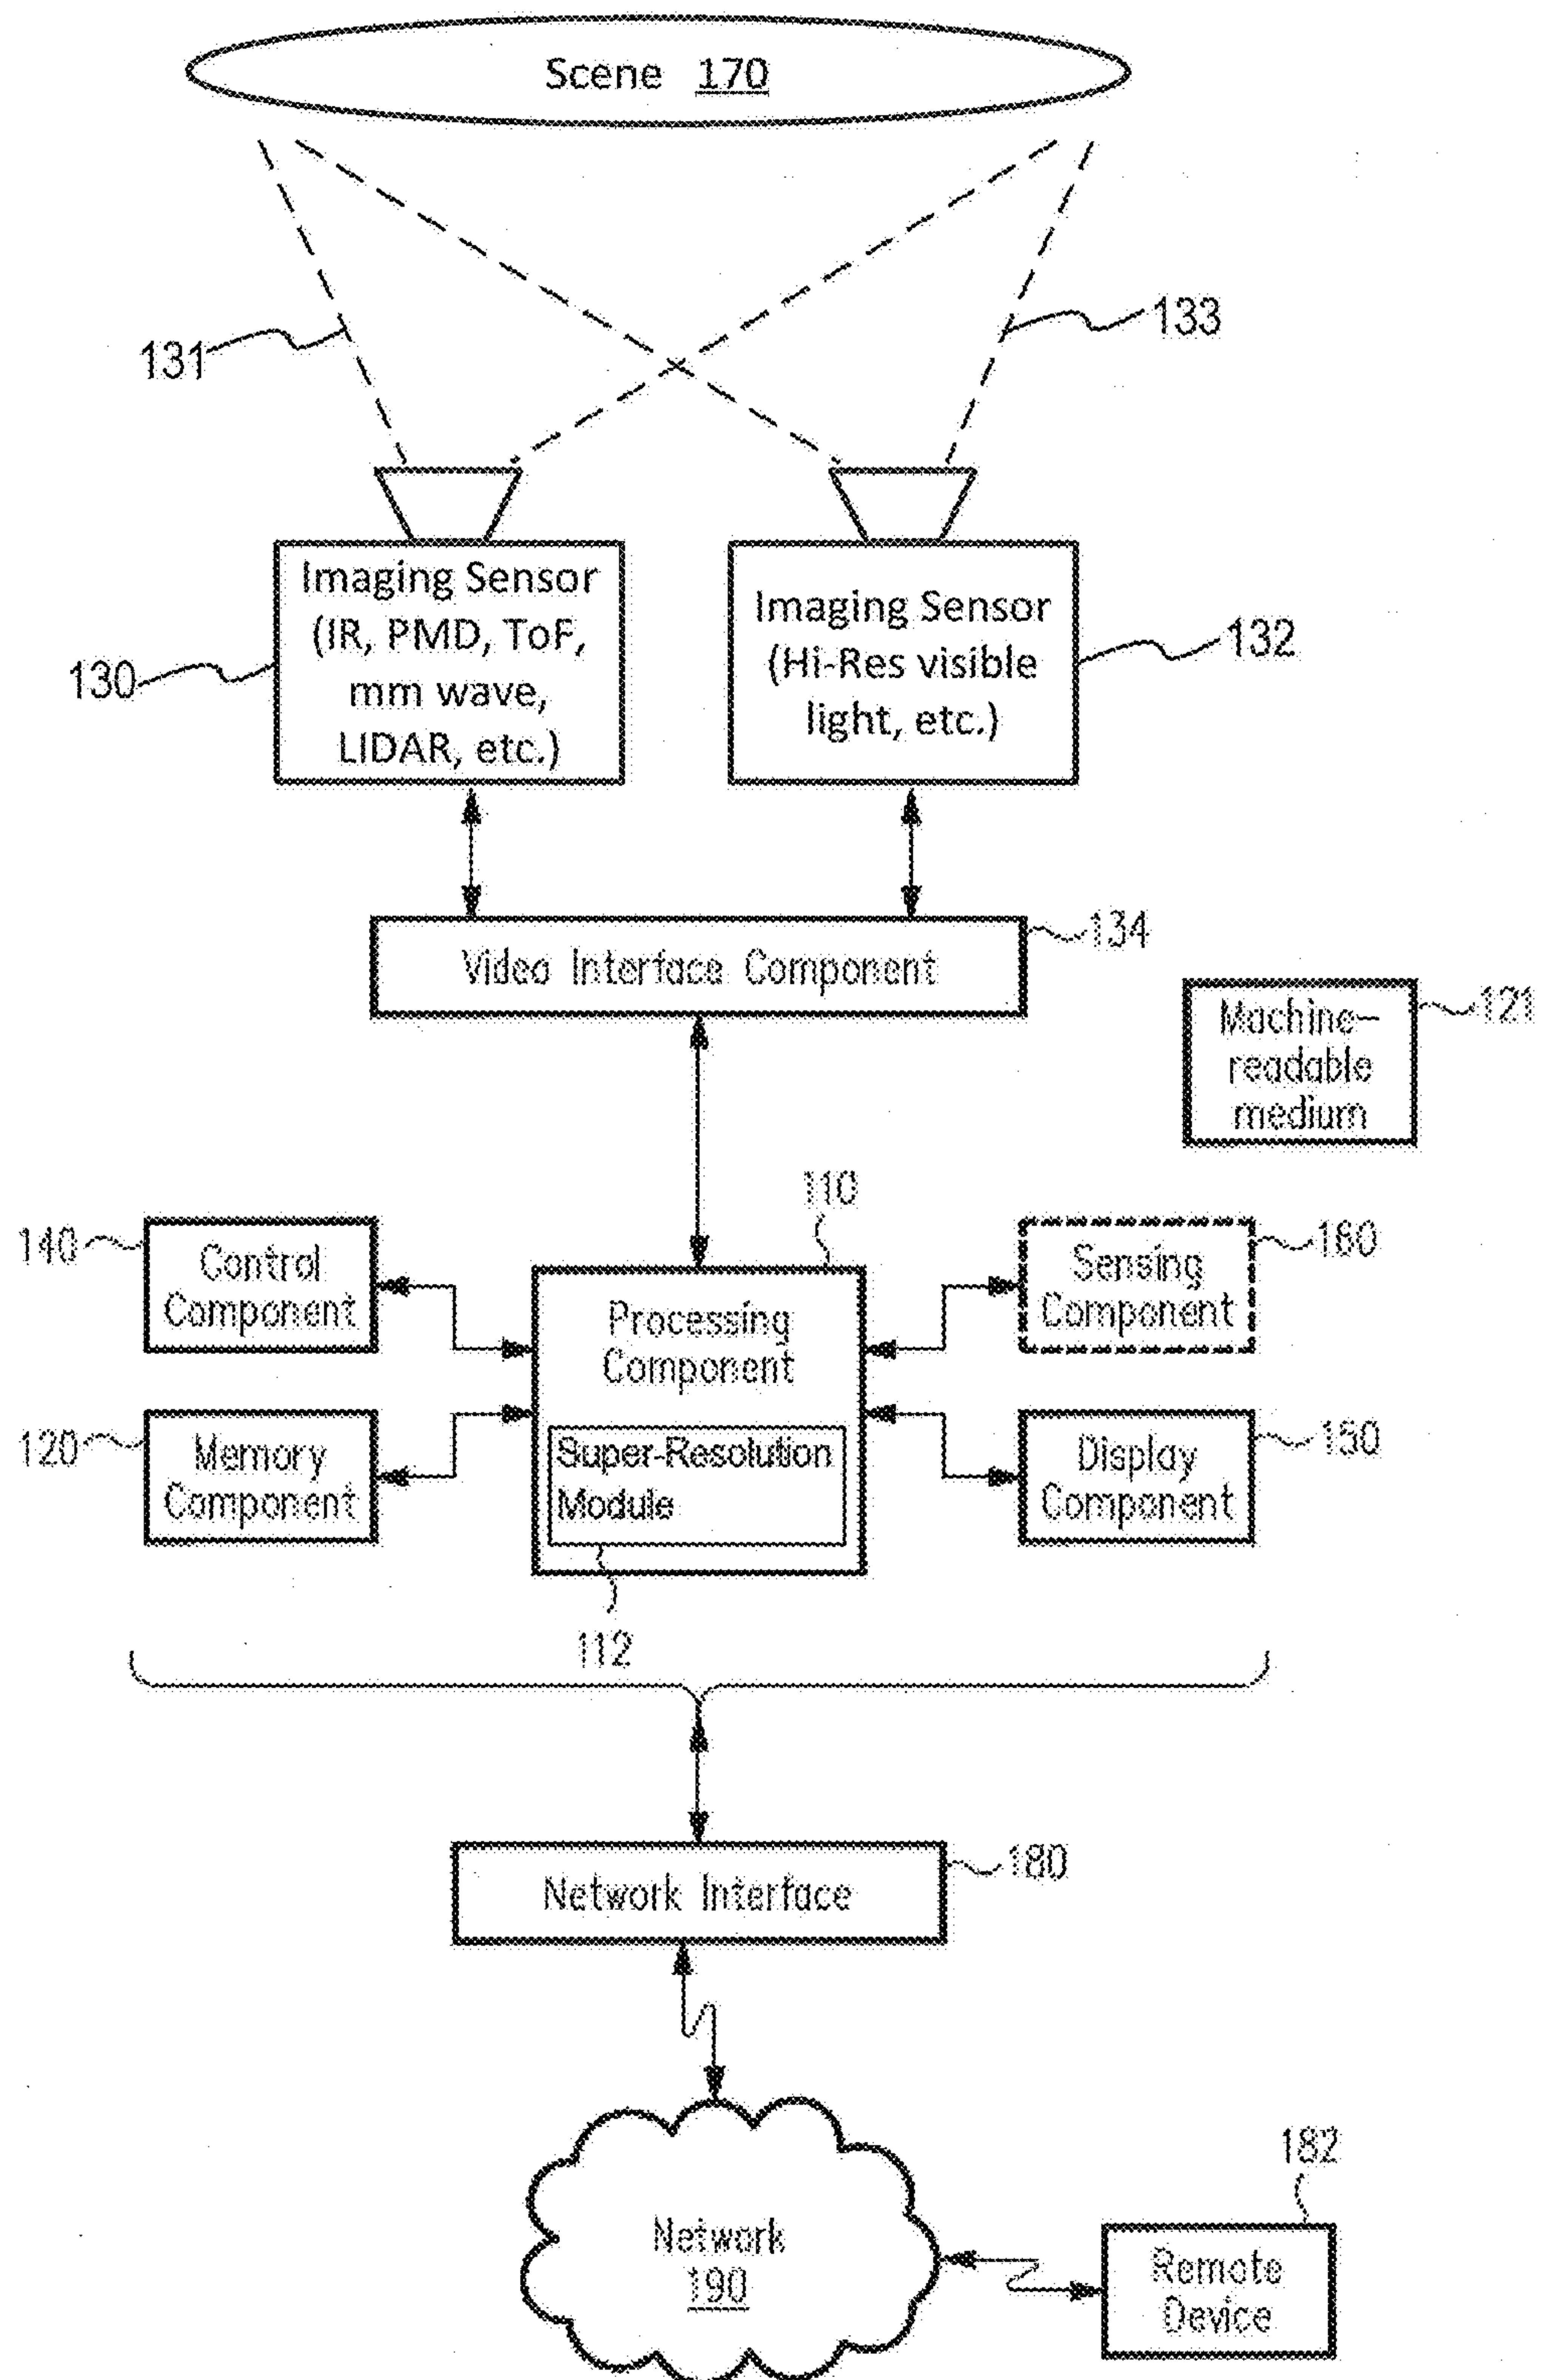 Scene 170
131
133
Imaging Sensor
(IR, PMD, ToF,
mm wave,
LIDAR, etc.)
130
Imaging Sensor
(Hi-Res visible
light, etc.)
132
Video Interface Component
134
Machine-
readable
medium
121
110
140
Control
Component
Processing
Component
Sensing
Component
160
120
Memory
Component
Super-Resolution
Module
Display
Component
150
112
Network Interface
180
182
Network
190
Remote
Device